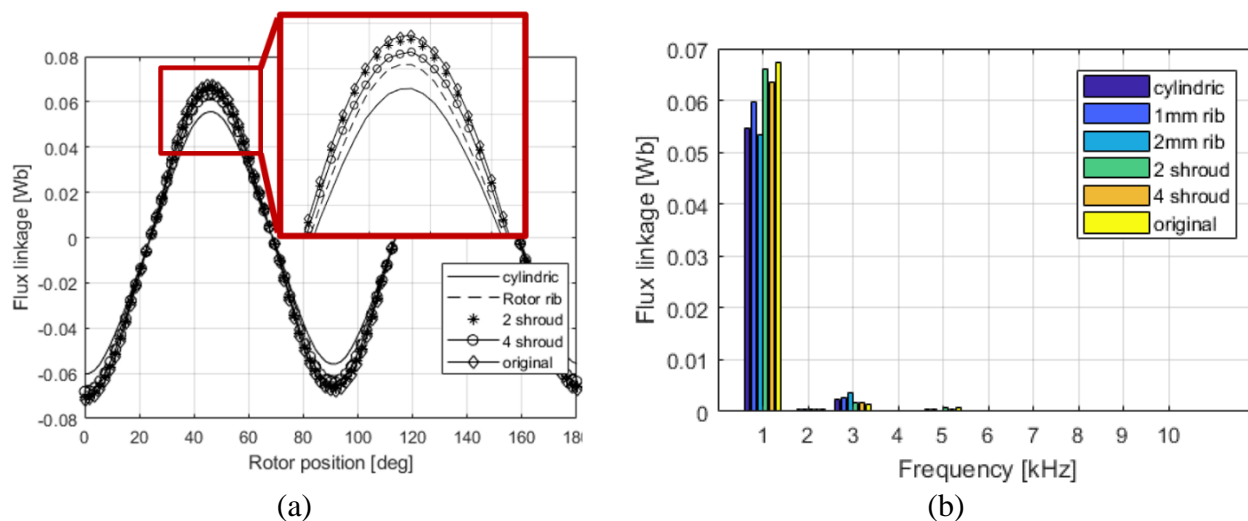 0.08
0.06
0.04
0.02
0
-0.02
-0.04
-0.06
-0.08
Flux linkage [Wb]
0 20 40 60 80 100 120 140 160 18
Rotor position [deg]
cylindric
Rotor rib
2 shroud
4 shroud
original
(a)
0.07
0.06
0.05
0.04
0.03
0.02
0.01
0
Flux linkage [Wb]
1 2 3 4 5 6 7 8 9 10
Frequency [kHz]
cylindric
1mm rib
2mm rib
2 shroud
4 shroud
original
(b)